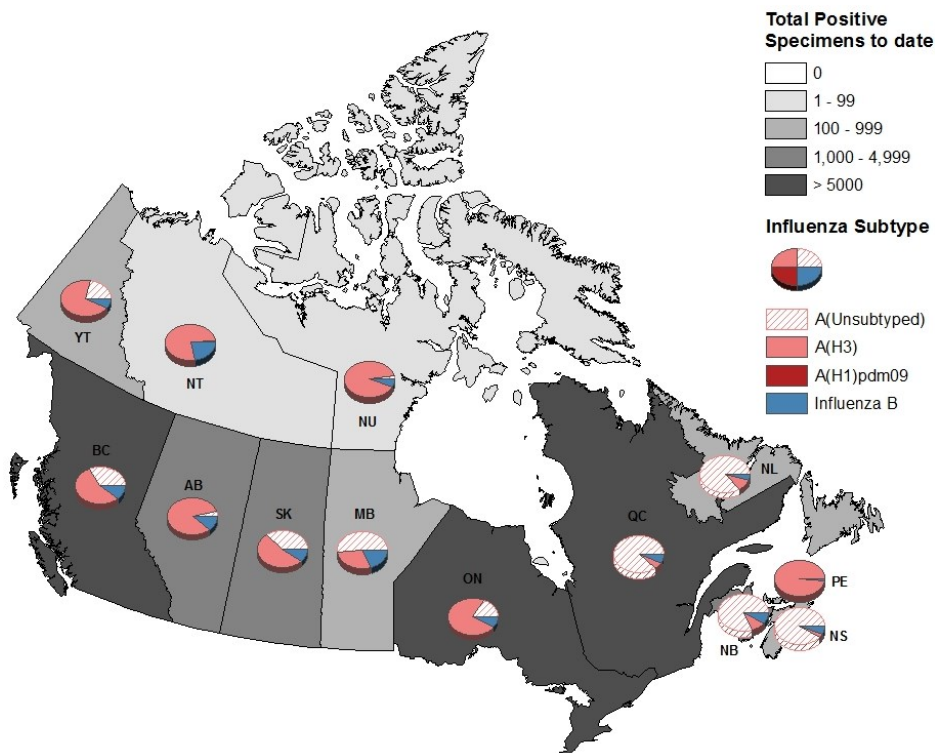 Total Positive
Specimens to date
0
1 - 99
100 - 999
1,000 - 4,999
> 5000
Influenza Subtype
A(Unsubtyped)
A(H3)
A(H1)pdm09
Influenza B
YT
NT
NU
BC
AB
SK
MB
ON
QC
NL
PE
NB
NS